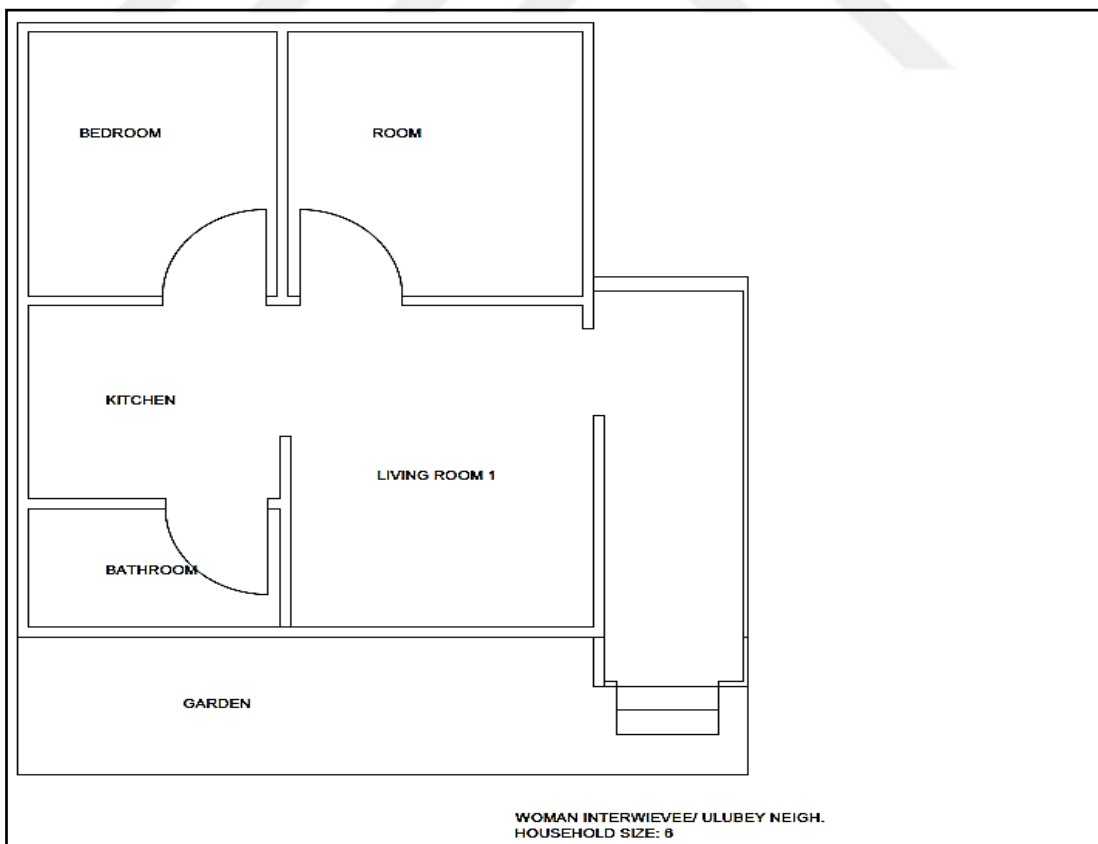 BEDROOM
ROOM
KITCHEN
LIVING ROOM 1
BATHROOM
GARDEN
WOMAN INTERWIEVEE/ ULUBEY NEIGH.
HOUSEHOLD SIZE: 6